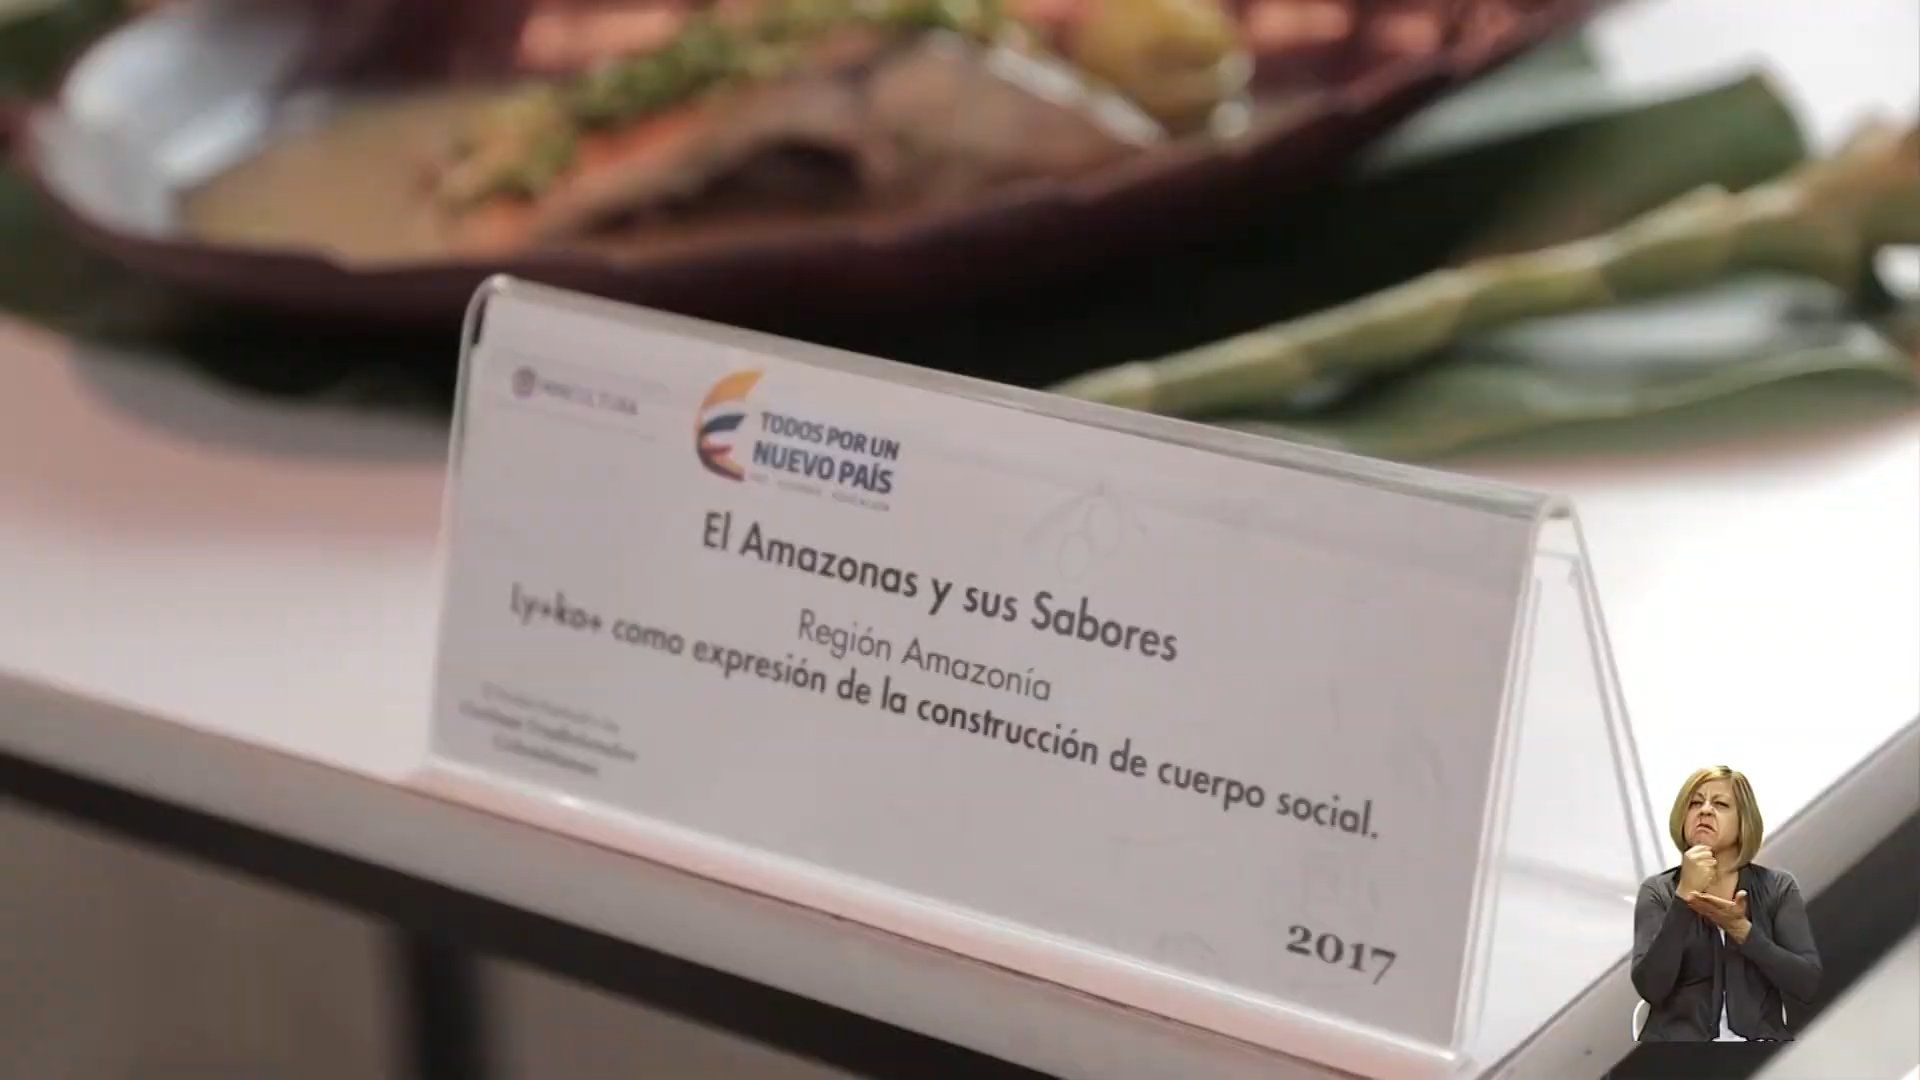 MINCULTURA
TODOS POR UN
NUEVO PAÍS
El Amazonas y sus Sabores
Región Amazonía
Ly+ko+ como expresión de la construcción de cuerpo social.
2017